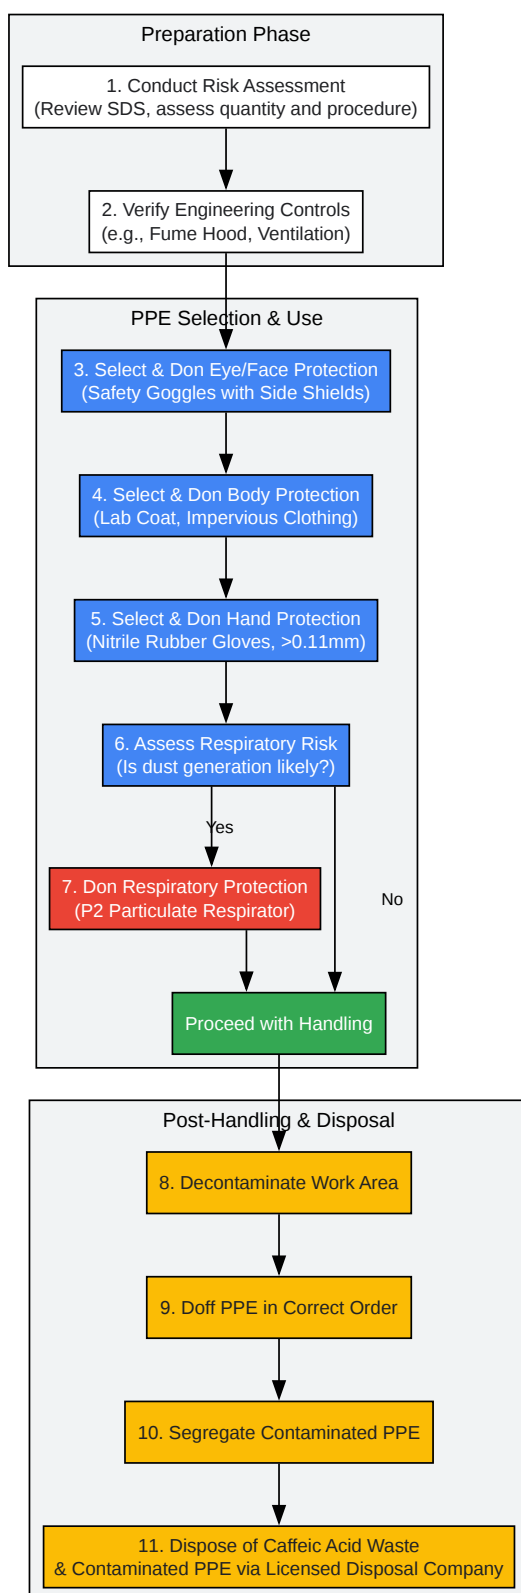 Preparation Phase
1. Conduct Risk Assessment
(Review SDS, assess quantity and procedure)
2. Verify Engineering Controls
(e.g., Fume Hood, Ventilation)
PPE Selection & Use
3. Select & Don Eye/Face Protection
(Safety Goggles with Side Shields)
4. Select & Don Body Protection
(Lab Coat, Impervious Clothing)
5. Select & Don Hand Protection
(Nitrile Rubber Gloves, >0.11mm)
6. Assess Respiratory Risk
(Is dust generation likely?)
Yes
7. Don Respiratory Protection
(P2 Particulate Respirator)
No
Proceed with Handling
Post-Handling & Disposal
8. Decontaminate Work Area
9. Doff PPE in Correct Order
10. Segregate Contaminated PPE
11. Dispose of Caffeic Acid Waste
& Contaminated PPE via Licensed Disposal Company